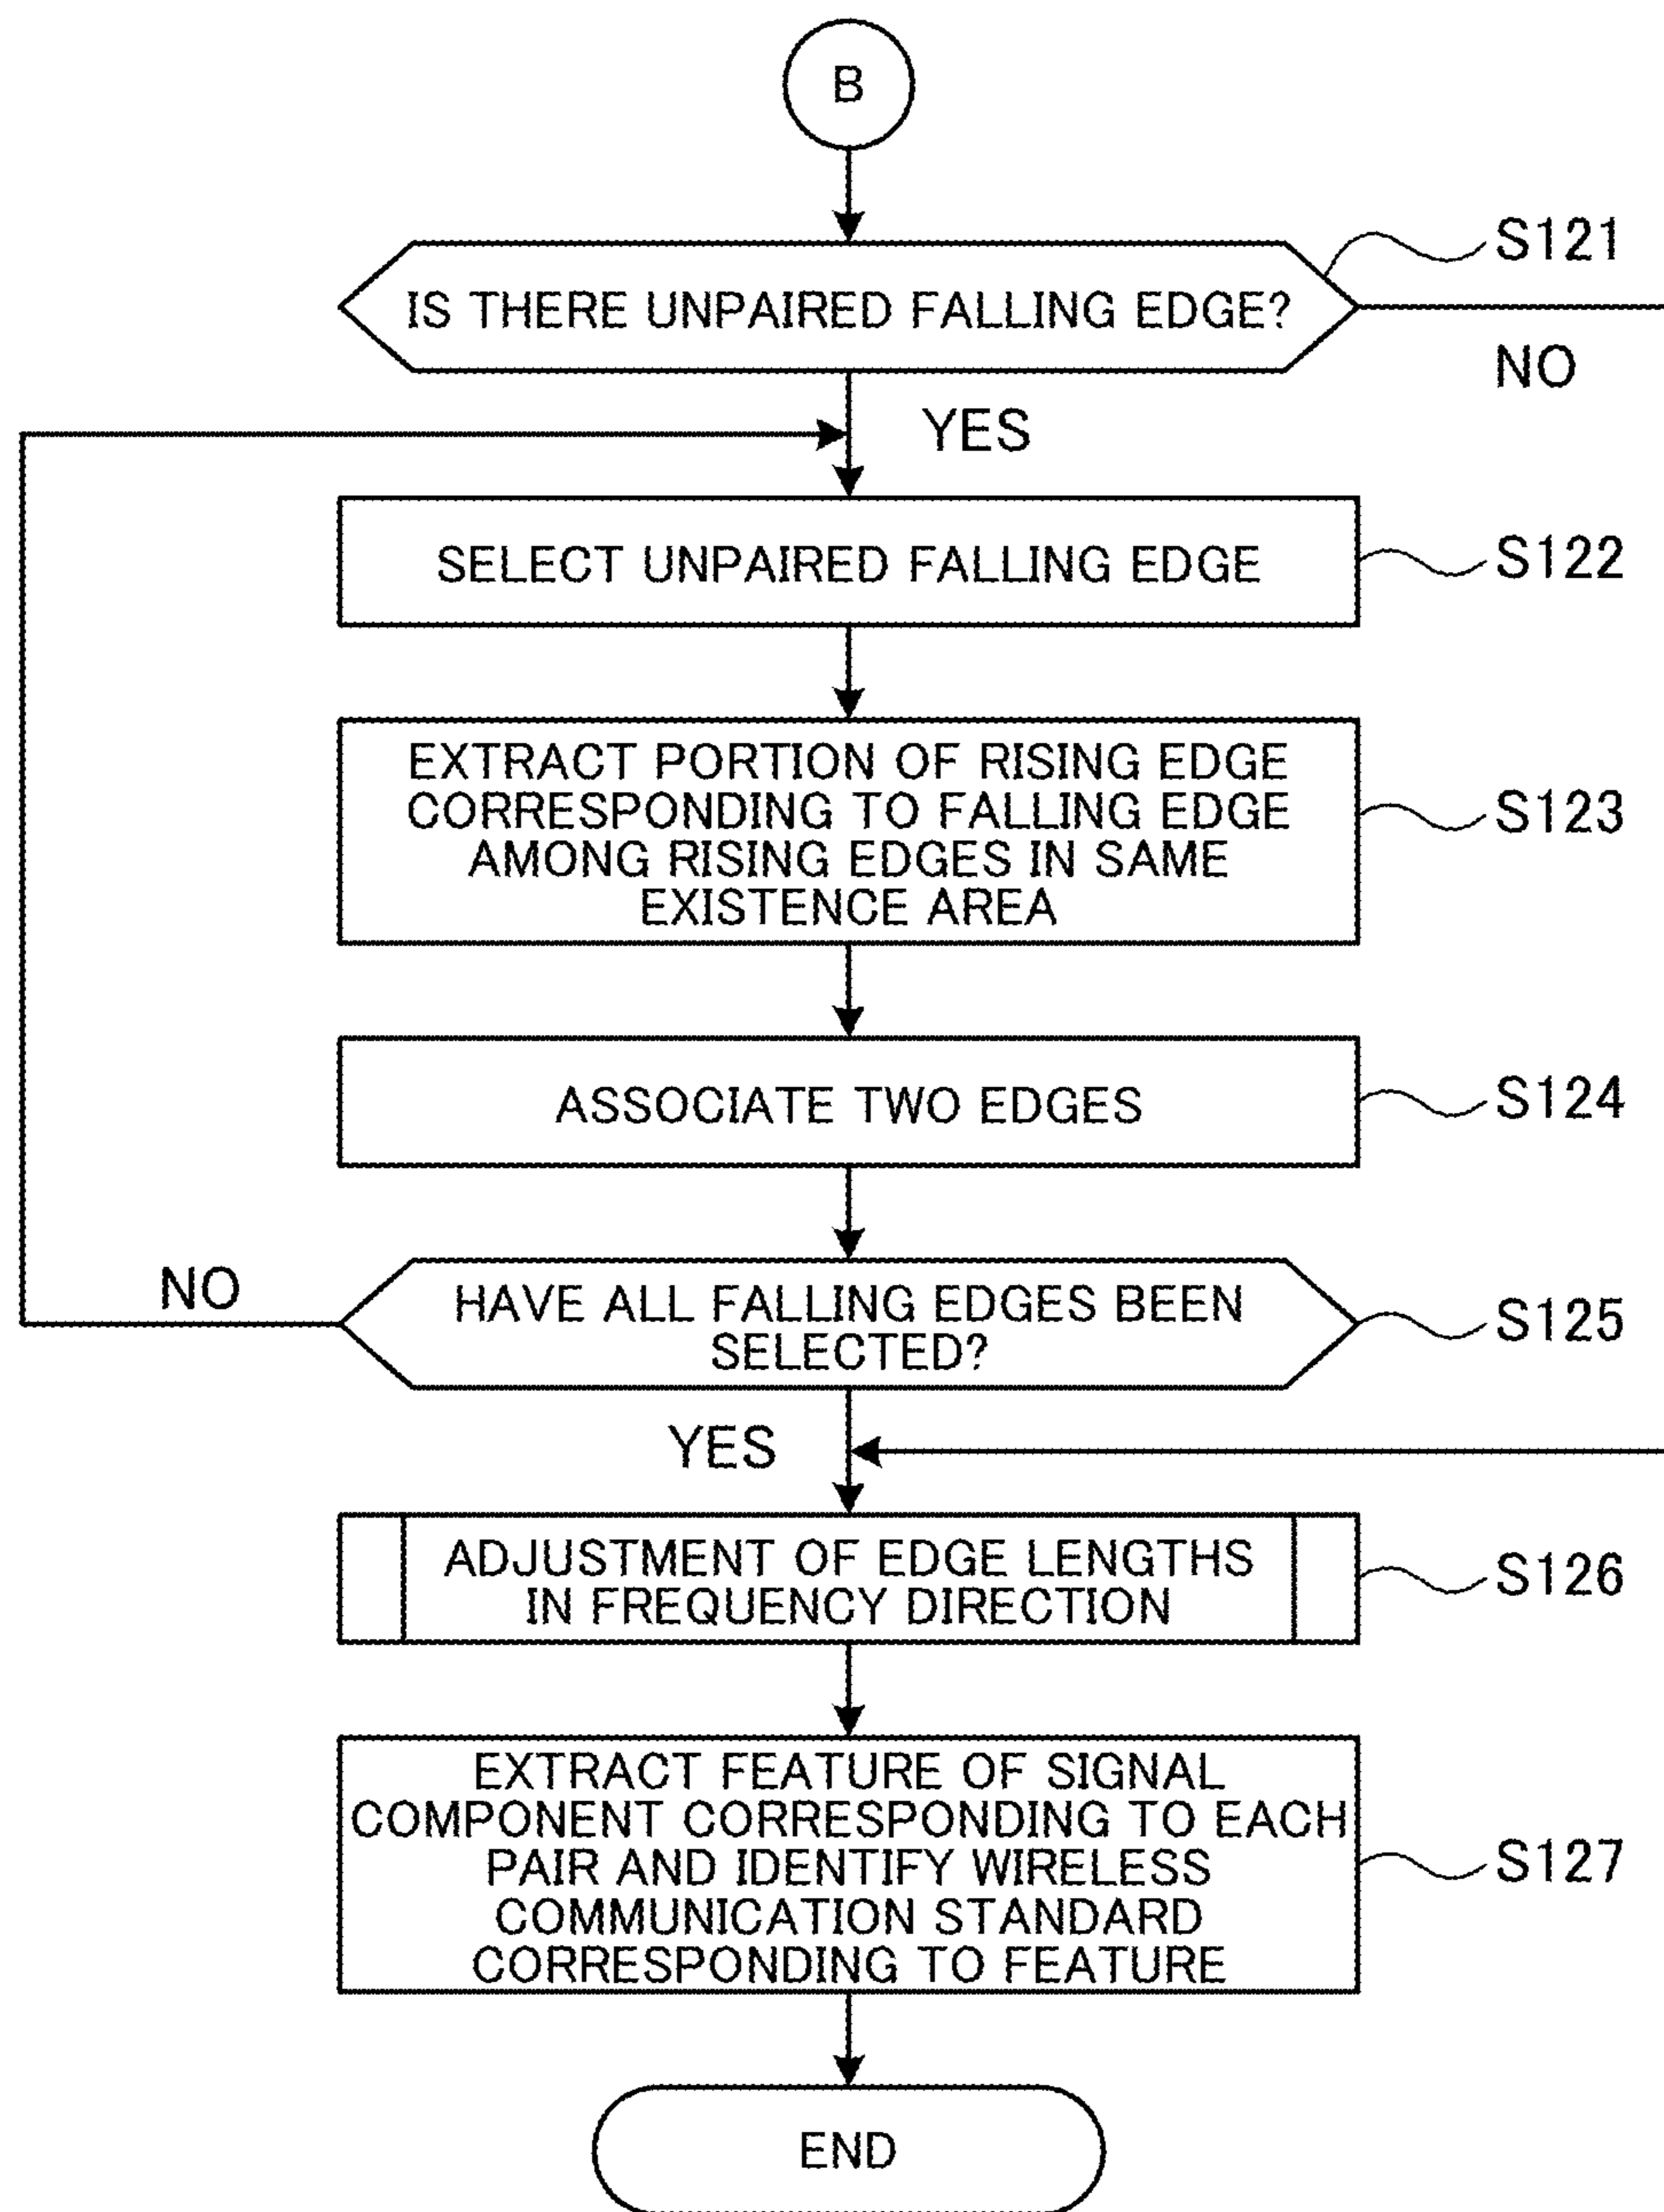 B
S121
IS THERE UNPAIRED FALLING EDGE?
NO
YES
SELECT UNPAIRED FALLING EDGE
S122
EXTRACT PORTION OF RISING EDGE
CORRESPONDING TO FALLING EDGE
AMONG RISING EDGES IN SAME
EXISTENCE AREA
S123
ASSOCIATE TWO EDGES
S124
NO
HAVE ALL FALLING EDGES BEEN
SELECTED?
S125
YES
ADJUSTMENT OF EDGE LENGTHS
IN FREQUENCY DIRECTION
S126
EXTRACT FEATURE OF SIGNAL
COMPONENT CORRESPONDING TO EACH
PAIR AND IDENTIFY WIRELESS
COMMUNICATION STANDARD
CORRESPONDING TO FEATURE
S127
END